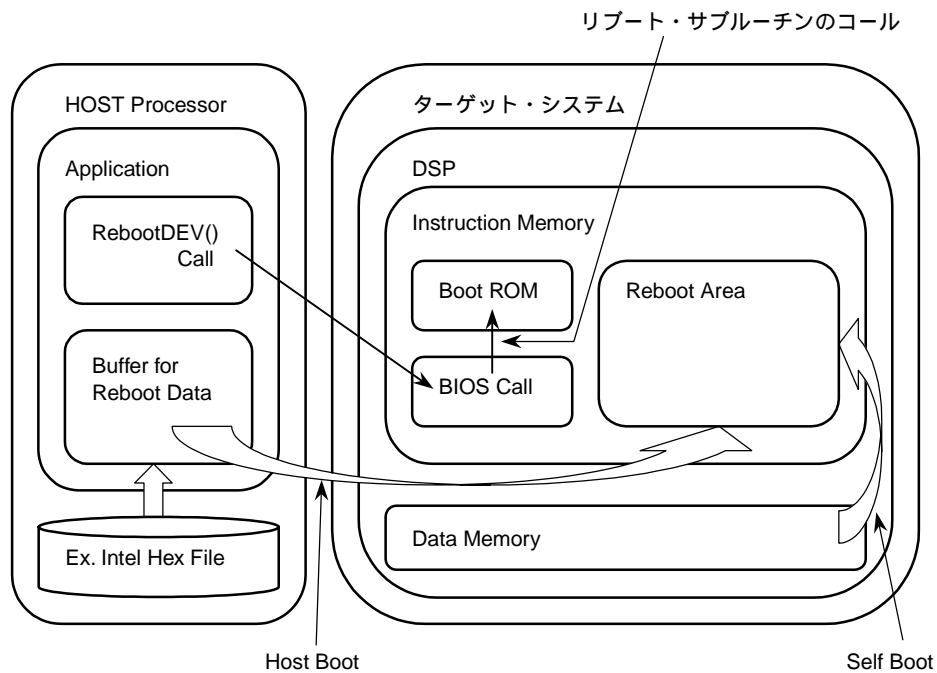 リブート・サブルーチンのコール
HOST Processor
Application
RebootDEV()
Call
Buffer for
Reboot Data
Ex. Intel Hex File
ターゲット・システム
DSP
Instruction Memory
Boot ROM
BIOS Call
Reboot Area
Data Memory
Host Boot
Self Boot